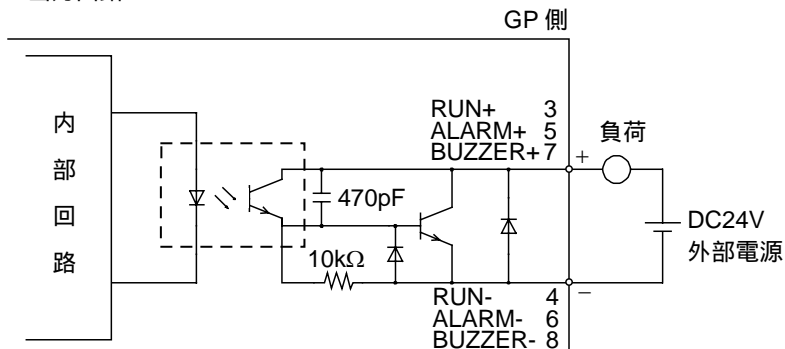 GP 側
内部回路
RUN+ 3
ALARM+ 5
BUZZER+ 7
負荷
+
470pF
10kΩ
DC24V
外部電源
RUN- 4
−
ALARM- 6
BUZZER- 8